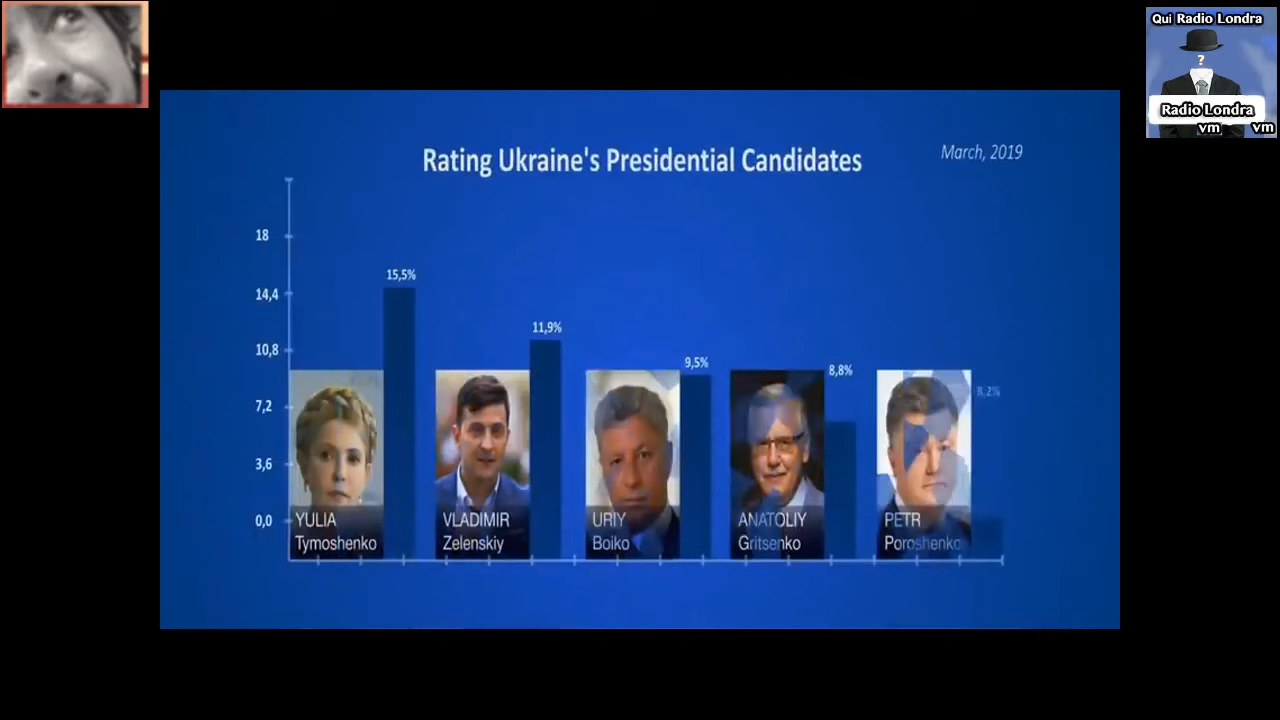 Qui Radio Londra
?
Radio Londra
vm
vm
Rating Ukraine's Presidential Candidates
March, 2019
18
14,4
10,8
7,2
3,6
0,0
15,5%
11,9%
9,5%
8,8%
8,2%
YULIA
Tymoshenko
VLADIMIR
Zelenskiy
URIY
Boiko
ANATOLIY
Gritsenko
PETR
Poroshenko